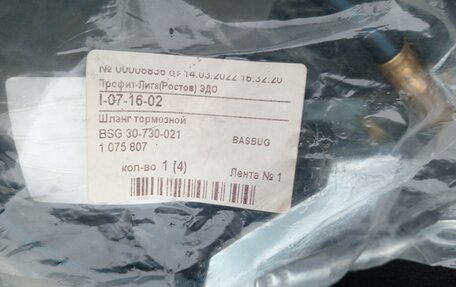 № 00006836 от 14.03.2022 16:32:20
Профит-Лига(Ростов) ЭДО
I-07-16-02
Шланг тормозной
BSG 30-730-021 BASBUG
1 075 807
кол-во 1 (4) Лента № 1